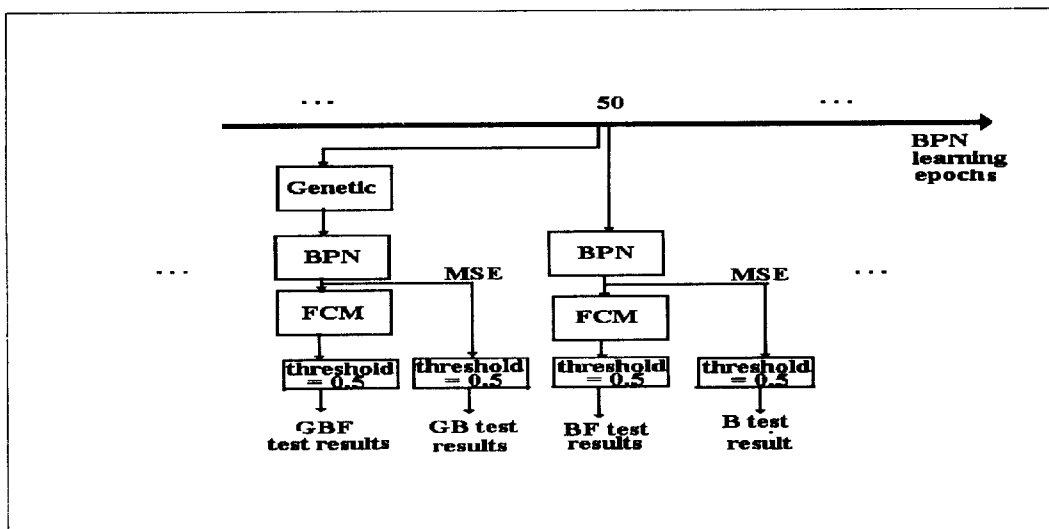 ... 50 ...
BPN
learning
epochs
Genetic
BPN
BPN
... MSE MSE ...
FCM
FCM
threshold
= 0.5
threshold
= 0.5
threshold
= 0.5
threshold
= 0.5
GBF
test results
GB test
results
BF test
results
B test
result